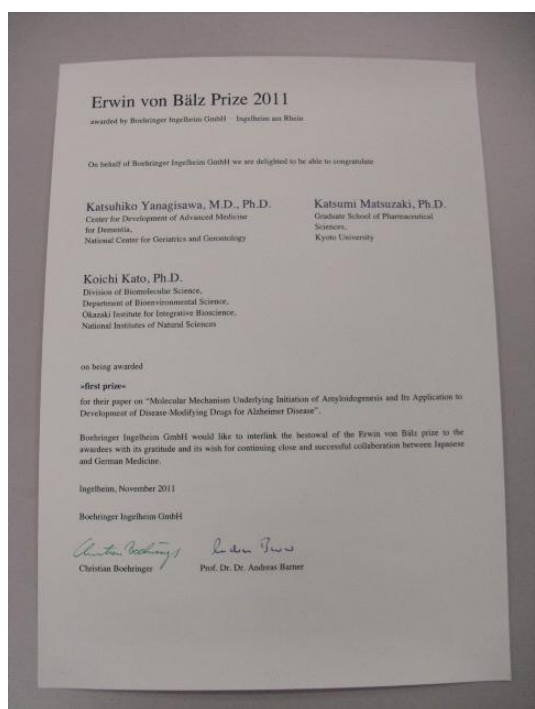 Erwin von Bälz Prize 2011
awarded by Boehringer Ingelheim GmbH · Ingelheim am Rhein
On behalf of Boehringer Ingelheim GmbH we are delighted to be able to congratulate
Katsuhiko Yanagisawa, M.D., Ph.D.
Center for Development of Advanced Medicine
for Dementia,
National Center for Geriatrics and Gerontology
Katsumi Matsuzaki, Ph.D.
Graduate School of Pharmaceutical
Sciences,
Kyoto University
Koichi Kato, Ph.D.
Division of Biomolecular Science,
Department of Bioenvironmental Science,
Okazaki Institute for Integrative Bioscience,
National Institutes of Natural Sciences
on being awarded
»first prize«
for their paper on "Molecular Mechanism Underlying Initiation of Amyloidogenesis and Its Application to
Development of Disease-Modifying Drugs for Alzheimer Disease".
Boehringer Ingelheim GmbH would like to interlink the bestowal of the Erwin von Bälz prize to the
awardees with its gratitude and its wish for continuing close and successful collaboration between Japanese
and German Medicine.
Ingelheim, November 2011
Boehringer Ingelheim GmbH
Christian Boehringer
Christian Boehringer
Prof. Dr. Dr. Andreas Barner